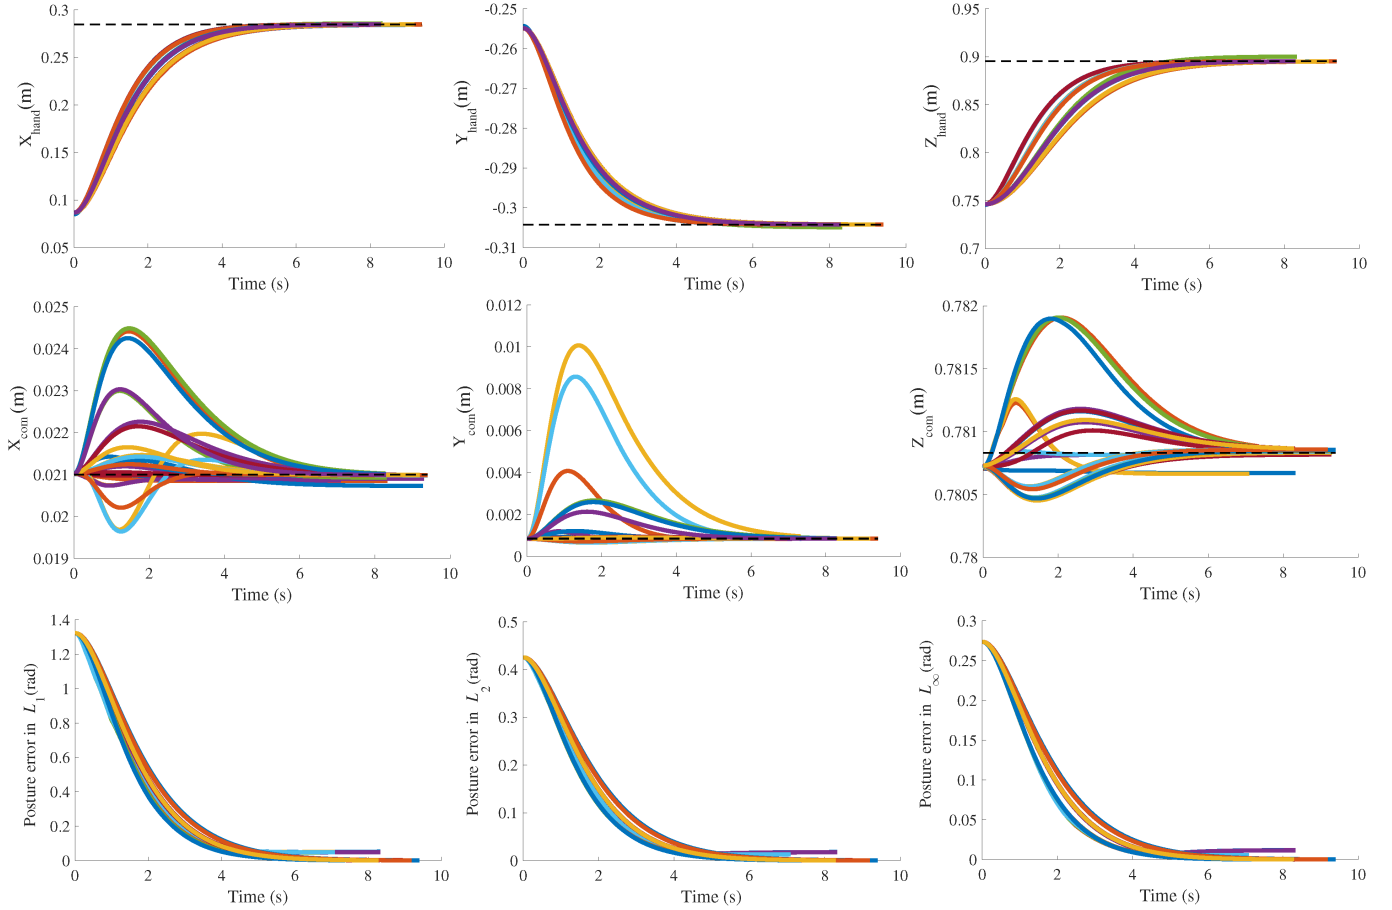 X_hand(m)
0.3
0.25
0.2
0.15
0.1
0.05
0 2 4 6 8 10
Time (s)
Y_hand(m)
-0.25
-0.26
-0.27
-0.28
-0.29
-0.3
-0.31
0 2 4 6 8 10
Time (s)
Z_hand(m)
0.95
0.9
0.85
0.8
0.75
0.7
0 2 4 6 8 10
Time (s)
X_com(m)
0.025
0.024
0.023
0.022
0.021
0.02
0.019
0 2 4 6 8 10
Time (s)
Y_com(m)
0.012
0.01
0.008
0.006
0.004
0.002
0
0 2 4 6 8 10
Time (s)
Z_com(m)
0.782
0.7815
0.781
0.7805
0.78
0 2 4 6 8 10
Time (s)
Posture error in L_1(rad)
1.4
1.2
1
0.8
0.6
0.4
0.2
0
0 2 4 6 8 10
Time (s)
Posture error in L_2(rad)
0.5
0.4
0.3
0.2
0.1
0
0 2 4 6 8 10
Time (s)
Posture error in L_∞(rad)
0.3
0.25
0.2
0.15
0.1
0.05
0
0 2 4 6 8 10
Time (s)